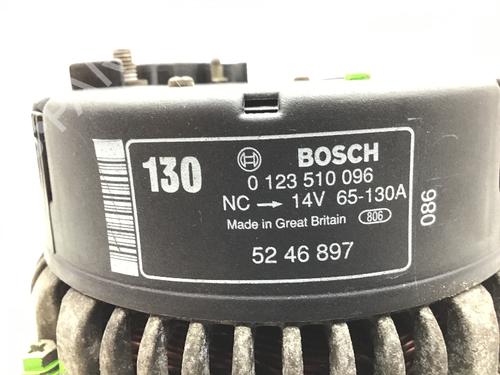 130
BOSCH
0 123 510 096
NC → 14V 65-130A
Made in Great Britain 806
52 46 897
086